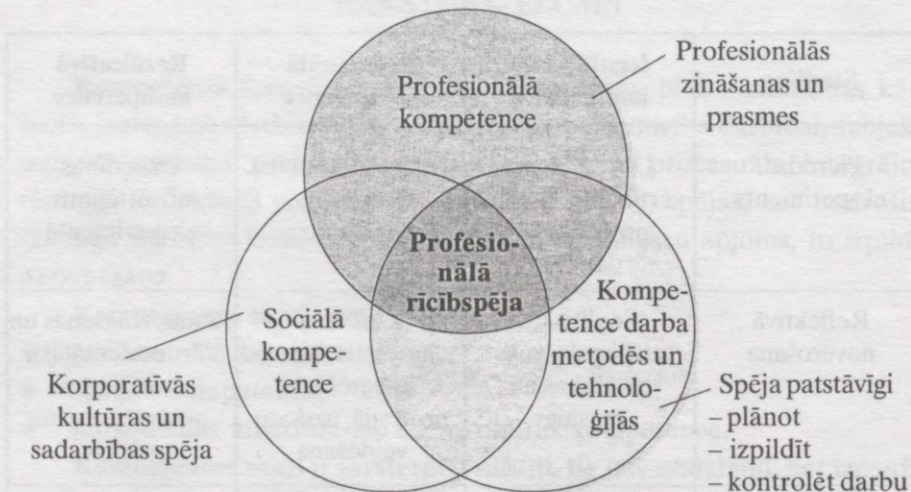 Profesionālā
kompetence
Profesionālās
zināšanas un
prasmes
Profesio-
nālā
rīcībspēja
Sociālā
kompe-
tence
Kompe-
tence darba
metodēs un
tehnolo-
ģijās
Korporatīvās
kultūras un
sadarbības spēja
Spēja patstāvīgi
– plānot
– izpildīt
– kontrolēt darbu